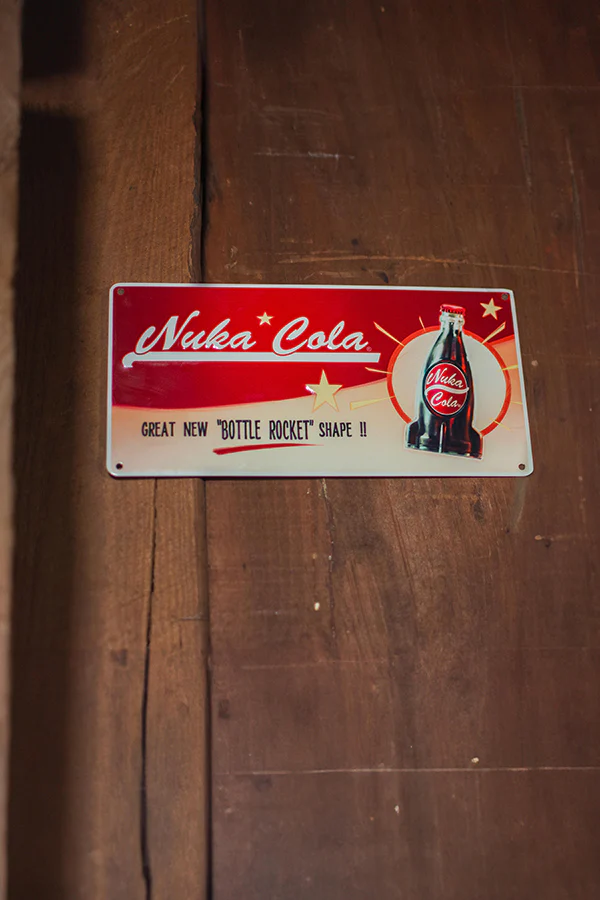 Nuka Cola
GREAT NEW "BOTTLE ROCKET" SHAPE !!
Nuka
Cola